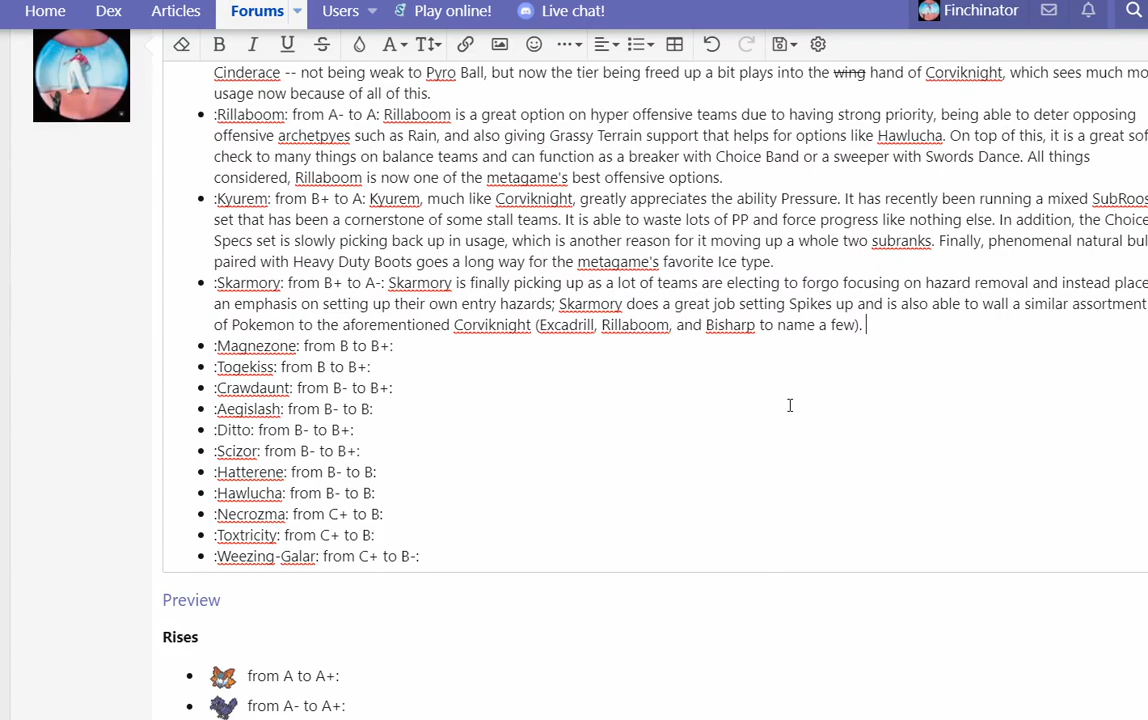 Home Dex Articles Forums Users Play online! Live chat! Finchinator
Cinderace -- not being weak to Pyro Ball, but now the tier being freed up a bit plays into the wing hand of Corviknight, which sees much mo
usage now because of all of this.
:Rillaboom: from A- to A: Rillaboom is a great option on hyper offensive teams due to having strong priority, being able to deter opposing
offensive archetpyes such as Rain, and also giving Grassy Terrain support that helps for options like Hawlucha. On top of this, it is a great sof
check to many things on balance teams and can function as a breaker with Choice Band or a sweeper with Swords Dance. All things
considered, Rillaboom is now one of the metagame's best offensive options.
:Kyurem: from B+ to A: Kyurem, much like Corviknight, greatly appreciates the ability Pressure. It has recently been running a mixed SubRoos
set that has been a cornerstone of some stall teams. It is able to waste lots of PP and force progress like nothing else. In addition, the Choice
Specs set is slowly picking back up in usage, which is another reason for it moving up a whole two subranks. Finally, phenomenal natural bul
paired with Heavy Duty Boots goes a long way for the metagame's favorite Ice type.
:Skarmory: from B+ to A-: Skarmory is finally picking up as a lot of teams are electing to forgo focusing on hazard removal and instead place
an emphasis on setting up their own entry hazards; Skarmory does a great job setting Spikes up and is also able to wall a similar assortment
of Pokemon to the aforementioned Corviknight (Excadrill, Rillaboom, and Bisharp to name a few).
:Magnezone: from B to B+:
:Togekiss: from B to B+:
:Crawdaunt: from B- to B+:
:Aegislash: from B- to B:
:Ditto: from B- to B+:
:Scizor: from B- to B+:
:Hatterene: from B- to B:
:Hawlucha: from B- to B:
:Necrozma: from C+ to B:
:Toxtricity: from C+ to B:
:Weezing-Galar: from C+ to B-:
Preview
Rises
from A to A+:
from A- to A+: